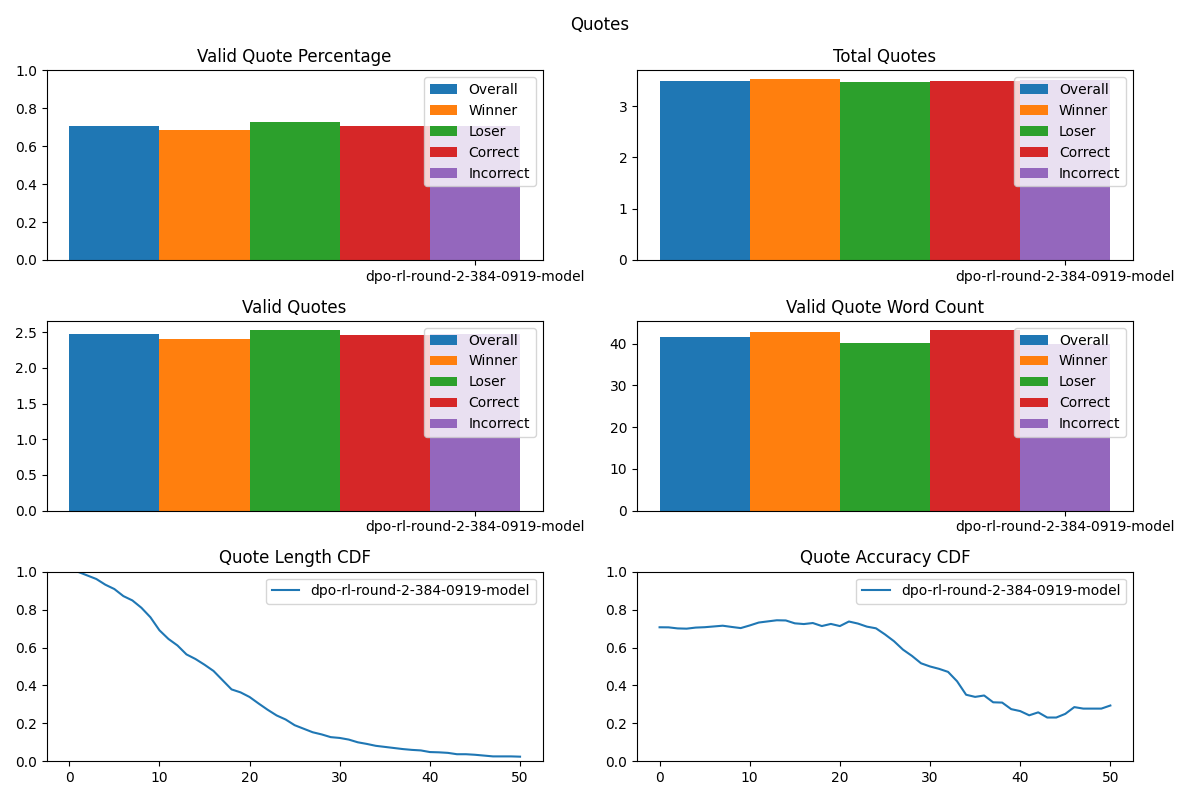 Quotes
Valid Quote Percentage
1.0
0.8
0.6
0.4
0.2
0.0
Overall
Winner
Loser
Correct
Incorrect
dpo-rl-round-2-384-0919-model
Total Quotes
3
2
1
0
Overall
Winner
Loser
Correct
Incorrect
dpo-rl-round-2-384-0919-model
Valid Quotes
2.5
2.0
1.5
1.0
0.5
0.0
Overall
Winner
Loser
Correct
Incorrect
dpo-rl-round-2-384-0919-model
Valid Quote Word Count
40
30
20
10
0
Overall
Winner
Loser
Correct
Incorrect
dpo-rl-round-2-384-0919-model
Quote Length CDF
1.0
0.8
0.6
0.4
0.2
0.0
dpo-rl-round-2-384-0919-model
0 10 20 30 40 50
Quote Accuracy CDF
1.0
0.8
0.6
0.4
0.2
0.0
dpo-rl-round-2-384-0919-model
0 10 20 30 40 50